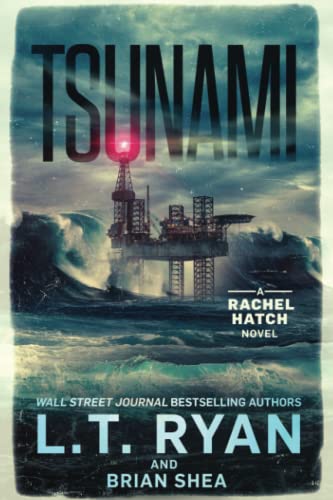 TSUNAMI
A
RACHEL
HATCH
NOVEL
WALL STREET JOURNAL BESTSELLING AUTHORS
L.T. RYAN
AND
BRIAN SHEA